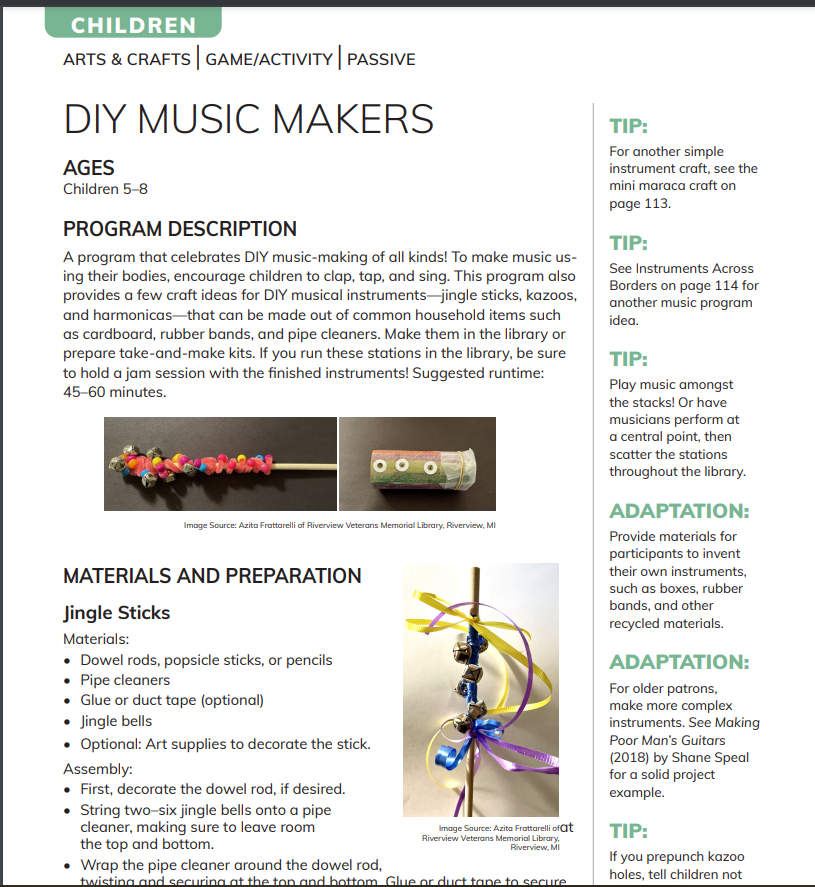 CHILDREN
ARTS & CRAFTS | GAME/ACTIVITY | PASSIVE
DIY MUSIC MAKERS
AGES
Children 5–8
PROGRAM DESCRIPTION
A program that celebrates DIY music-making of all kinds! To make music us-
ing their bodies, encourage children to clap, tap, and sing. This program also
provides a few craft ideas for DIY musical instruments—jingle sticks, kazoos,
and harmonicas—that can be made out of common household items such
as cardboard, rubber bands, and pipe cleaners. Make them in the library or
prepare take-and-make kits. If you run these stations in the library, be sure
to hold a jam session with the finished instruments! Suggested runtime:
45–60 minutes.
Image Source: Azita Frattarelli of Riverview Veterans Memorial Library, Riverview, MI
MATERIALS AND PREPARATION
Jingle Sticks
Materials:
• Dowel rods, popsicle sticks, or pencils
• Pipe cleaners
• Glue or duct tape (optional)
• Jingle bells
• Optional: Art supplies to decorate the stick.
Assembly:
• First, decorate the dowel rod, if desired.
• String two–six jingle bells onto a pipe
cleaner, making sure to leave room
the top and bottom.
• Wrap the pipe cleaner around the dowel rod,
twisting and securing at the top and bottom. Glue or duct tape to secure
Image Source: Azita Frattarelli ofat
Riverview Veterans Memorial Library,
Riverview, MI
TIP:
For another simple
instrument craft, see the
mini maraca craft on
page 113.
TIP:
See Instruments Across
Borders on page 114 for
another music program
idea.
TIP:
Play music amongst
the stacks! Or have
musicians perform at
a central point, then
scatter the stations
throughout the library.
ADAPTATION:
Provide materials for
participants to invent
their own instruments,
such as boxes, rubber
bands, and other
recycled materials.
ADAPTATION:
For older patrons,
make more complex
instruments. See Making
Poor Man's Guitars
(2018) by Shane Speal
for a solid project
example.
TIP:
If you prepunch kazoo
holes, tell children not